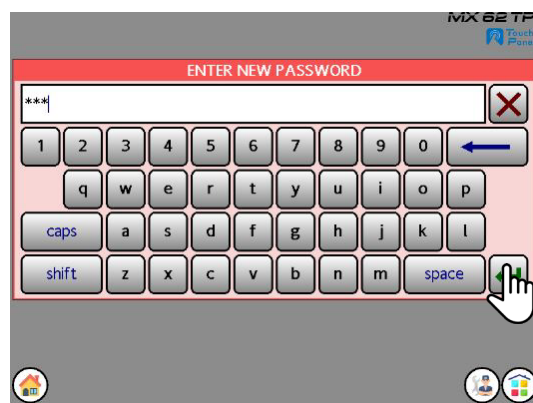 MX 62 TP
Touch
Panel
ENTER NEW PASSWORD
***
1 2 3 4 5 6 7 8 9 0
q w e r t y u i o p
caps a s d f g h j k l
shift z x c v b n m space